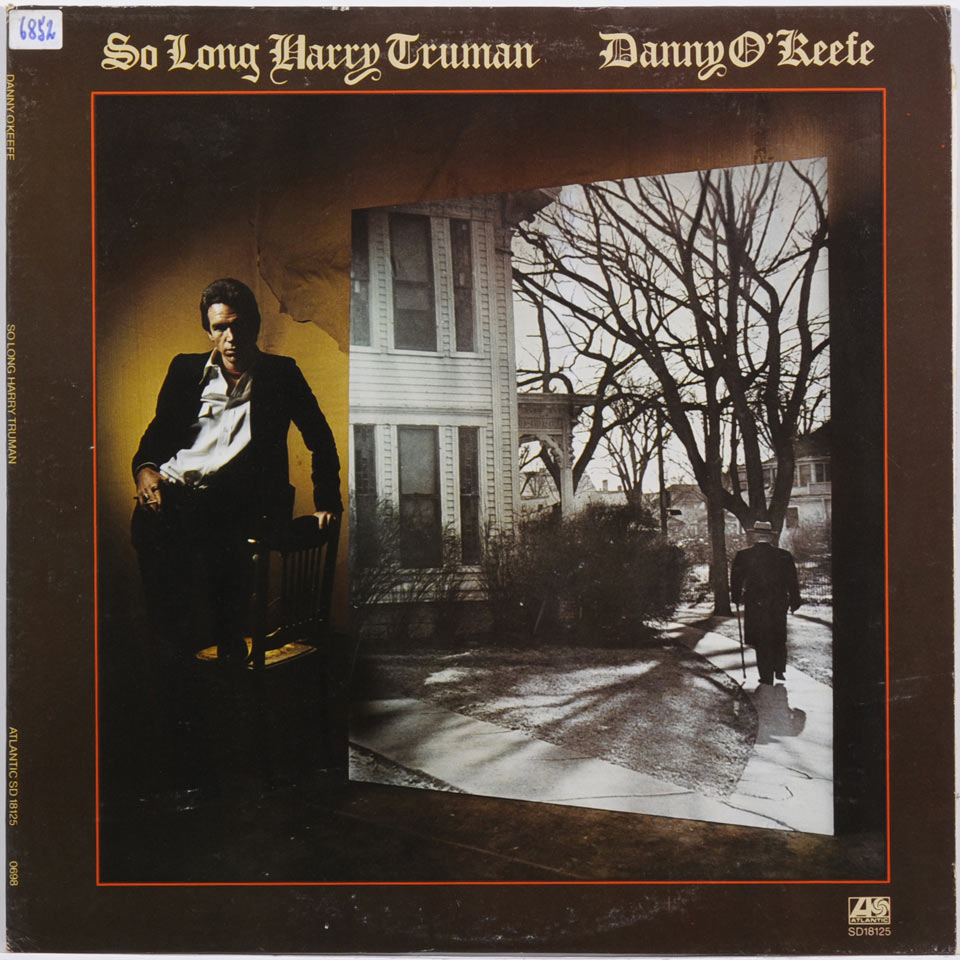 6852
So Long Harry Truman Danny O'Keefe
DANNY O'KEEFE
SO LONG HARRY TRUMAN
ATLANTIC SD 18125
0698
ATLANTIC
SD18125